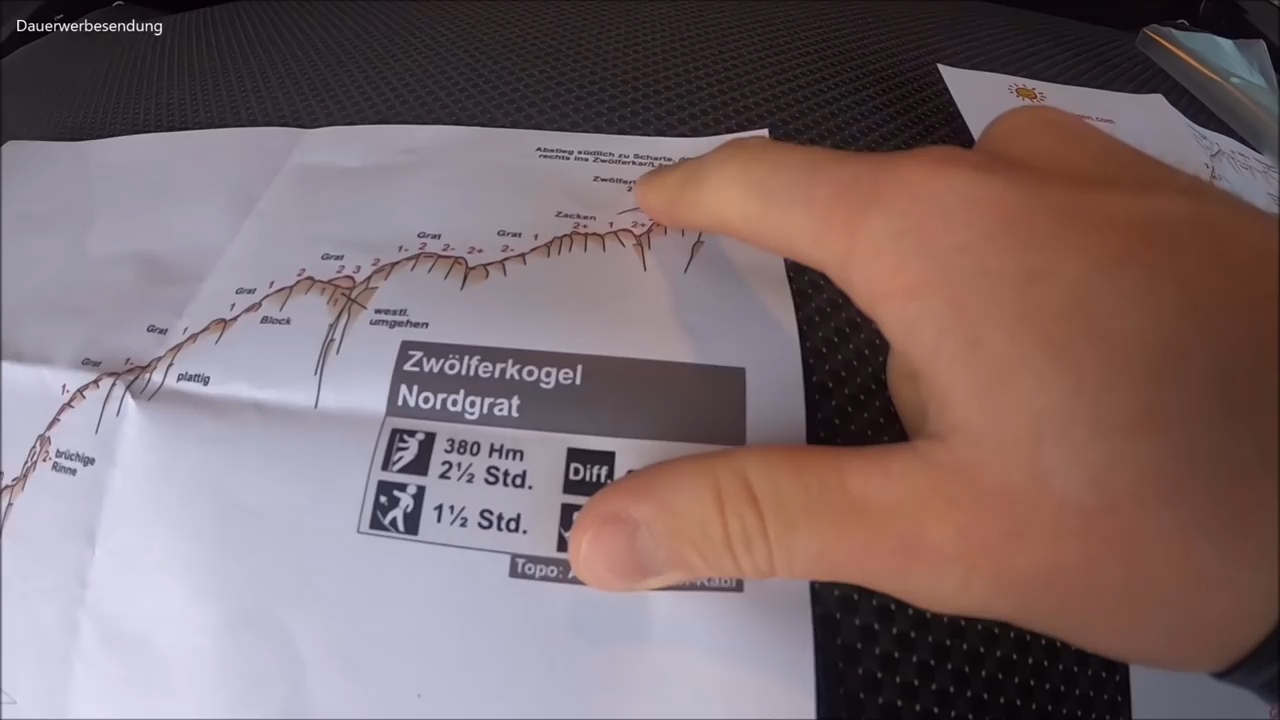 Dauerwerbesendung
Abstieg südlich zu Scharte,
rechts ins Zwölferkar
2
Zacken
2+ 1 2+
Grat
Grat
1
1- 2 2- 2+ 2-
Grat
2 2 3 2
Grat 1
1
westl.
umgehen
Block
Grat 1
Grat 1-
plattig
1-
2- brüchige
Rinne
Zwölferkogel
Nordgrat
380 Hm
2½ Std.
Diff.
1½ Std.
Topo: